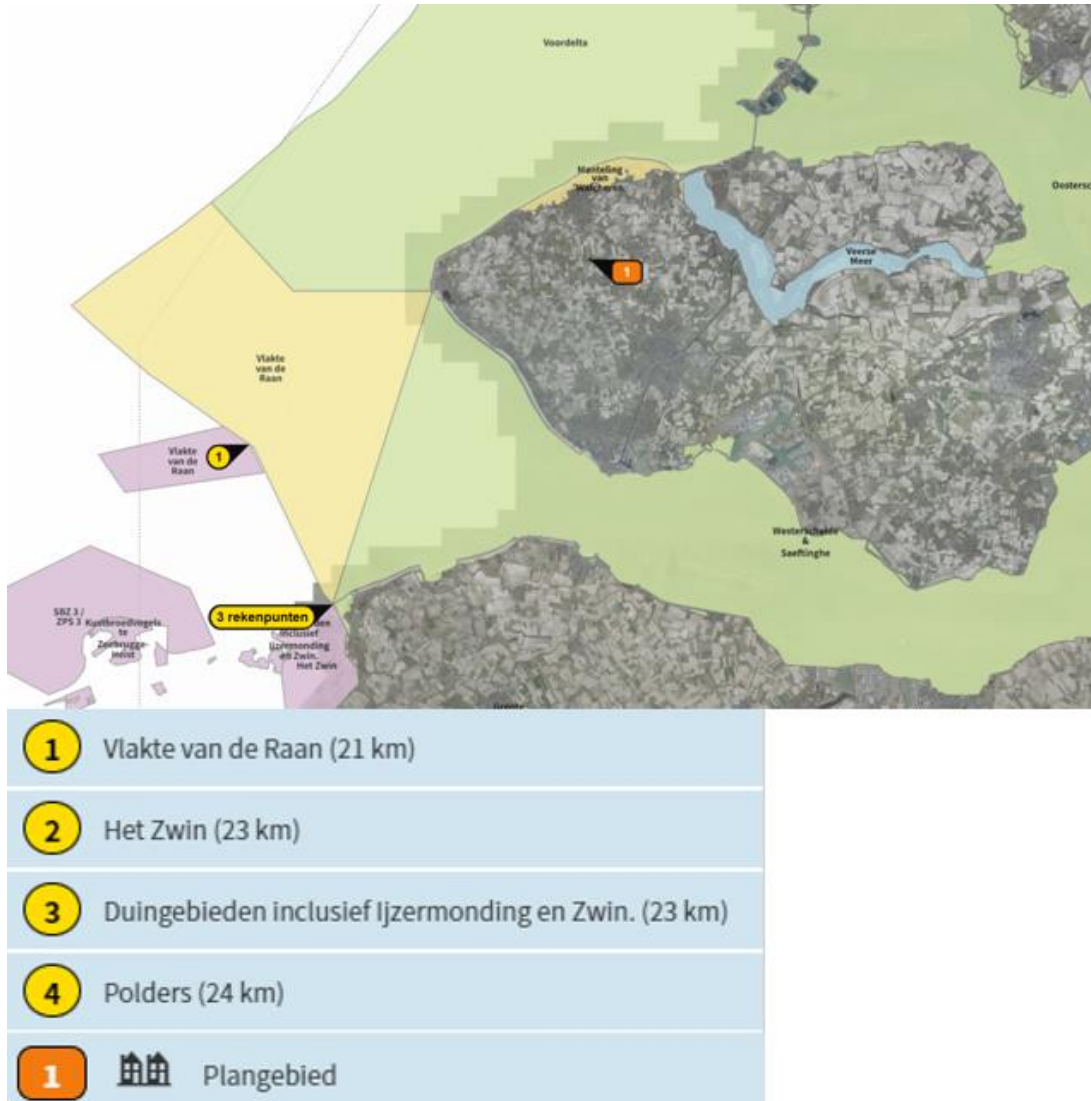 Voordelta
Manteling
van
Walcheren
Oostersc
1
Veerse
Meer
Vlakte
van de
Raan
Vlakte
van de
Raan
1
Westerschelde
&
Saeftinghe
3 rekenpunten
SBZ 3 /
ZPS 3
Kustbroedvogels
te
Zeebrugge-
Heist
inclusief
Ijzermonding
en Zwin.
Het Zwin
1 Vlakte van de Raan (21 km)
2 Het Zwin (23 km)
3 Duingebieden inclusief Ijzermonding en Zwin. (23 km)
4 Polders (24 km)
1 Plangebied